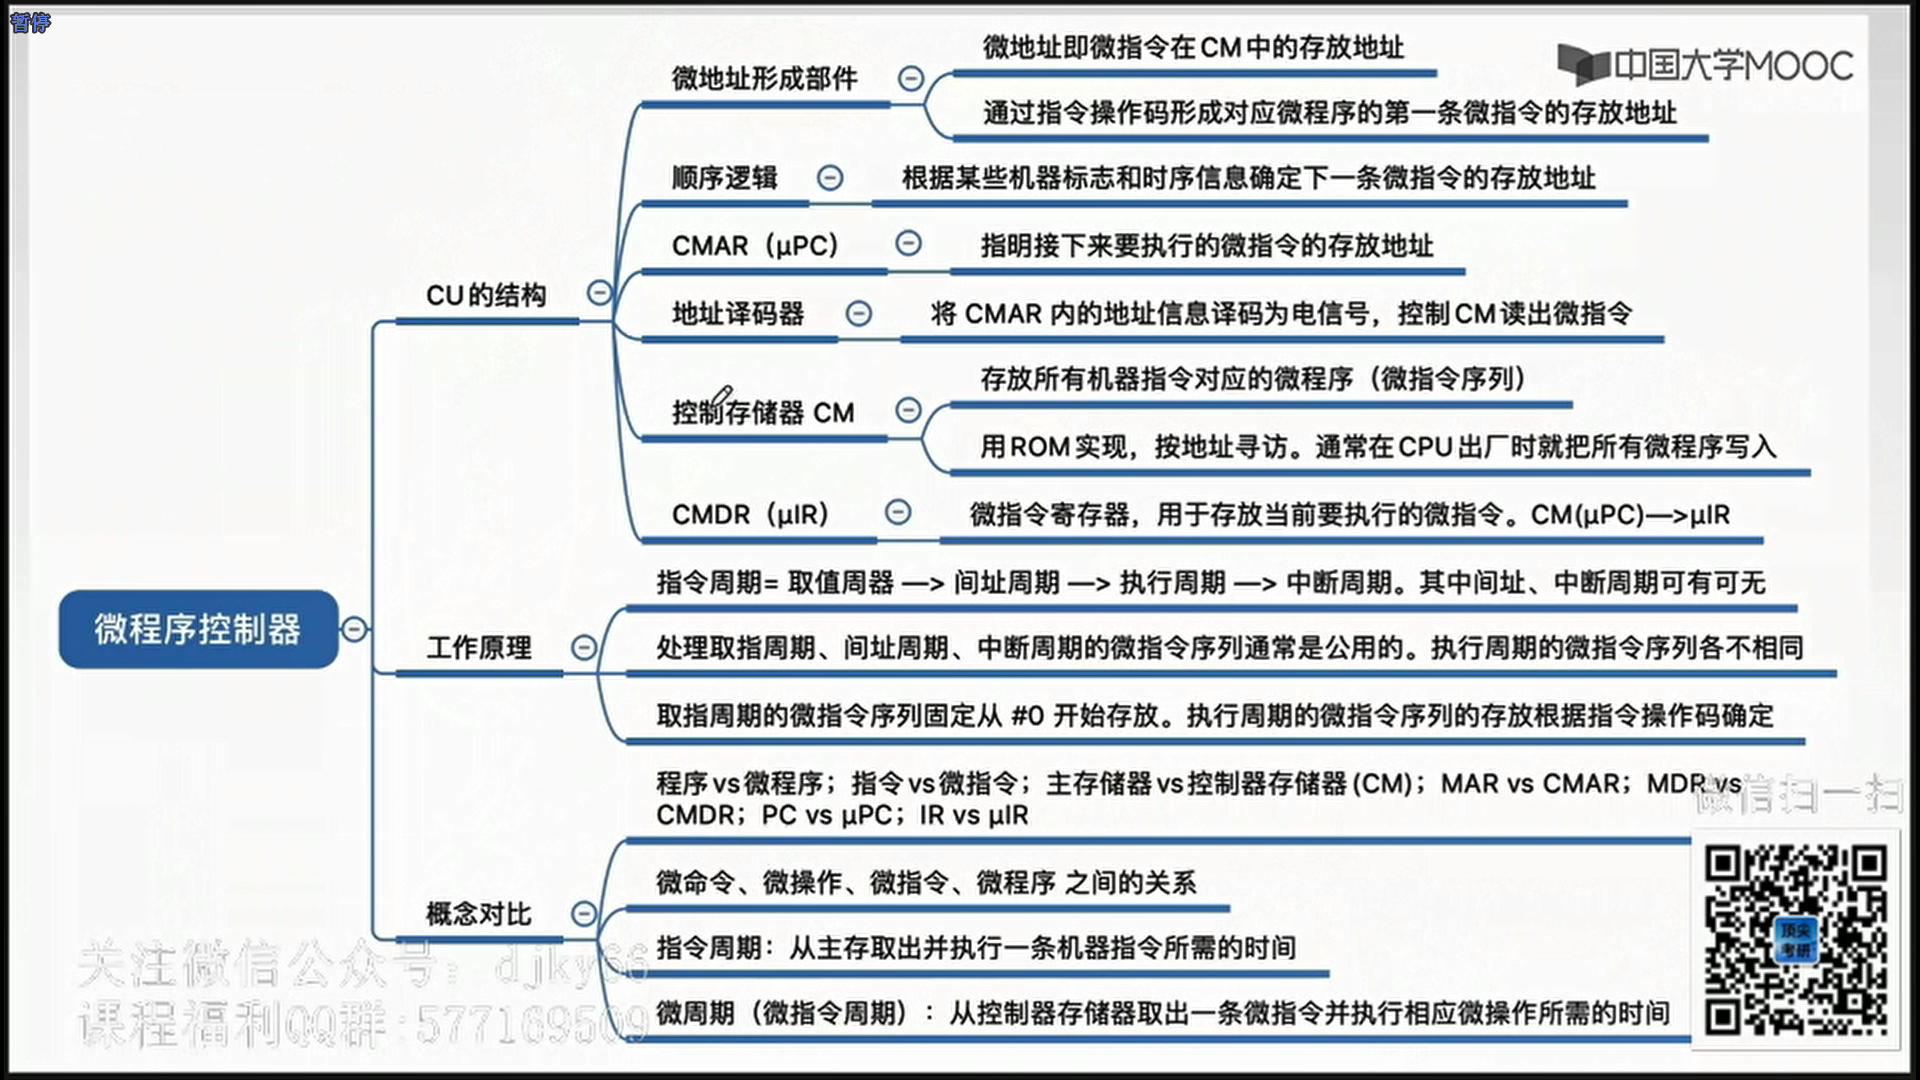 暂停
中国大学MOOC
微地址形成部件
微地址即微指令在CM中的存放地址
通过指令操作码形成对应微程序的第一条微指令的存放地址
顺序逻辑
根据某些机器标志和时序信息确定下一条微指令的存放地址
CMAR（μPC）
指明接下来要执行的微指令的存放地址
CU的结构
地址译码器
将 CMAR 内的地址信息译码为电信号，控制CM读出微指令
控制存储器 CM
存放所有机器指令对应的微程序（微指令序列）
用ROM实现，按地址寻访。通常在CPU出厂时就把所有微程序写入
CMDR（μIR）
微指令寄存器，用于存放当前要执行的微指令。CM(μPC)—>μIR
微程序控制器
工作原理
指令周期= 取值周器 —> 间址周期 —> 执行周期 —> 中断周期。其中间址、中断周期可有可无
处理取指周期、间址周期、中断周期的微指令序列通常是公用的。执行周期的微指令序列各不相同
取指周期的微指令序列固定从 #0 开始存放。执行周期的微指令序列的存放根据指令操作码确定
概念对比
程序vs微程序；指令vs微指令；主存储器vs控制器存储器(CM)；MAR vs CMAR；MDR vs
CMDR；PC vs μPC；IR vs μIR
微命令、微操作、微指令、微程序 之间的关系
指令周期：从主存取出并执行一条机器指令所需的时间
微周期（微指令周期）：从控制器存储器取出一条微指令并执行相应微操作所需的时间
微信扫一扫
顶尖
考研
关注微信公众号：djky66
课程福利QQ群:577169509